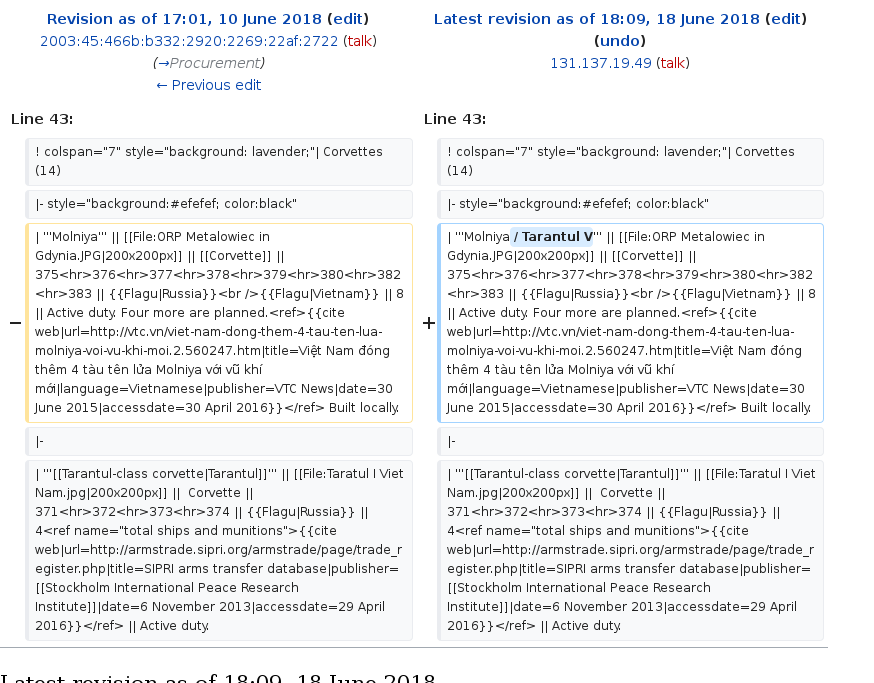 Revision as of 17:01, 10 June 2018 (edit)
2003:45:466b:b332:2920:2269:22af:2722 (talk)
(→Procurement)
← Previous edit
Latest revision as of 18:09, 18 June 2018 (edit)
(undo)
131.137.19.49 (talk)
Line 43:
Line 43:
! colspan="7" style="background: lavender;"| Corvettes
(14)
! colspan="7" style="background: lavender;"| Corvettes
(14)
|- style="background:#efefef; color:black"
|- style="background:#efefef; color:black"
−
| '''Molniya''' || [[File:ORP Metalowiec in
Gdynia.JPG|200x200px]] || [[Corvette]] ||
375<hr>376<hr>377<hr>378<hr>379<hr>380<hr>382
<hr>383 || {{Flagu|Russia}}<br />{{Flagu|Vietnam}} || 8
|| Active duty. Four more are planned.<ref>{{cite
web|url=http://vtc.vn/viet-nam-dong-them-4-tau-ten-lua-
molniya-voi-vu-khi-moi.2.560247.htm|title=Việt Nam đóng
thêm 4 tàu tên lửa Molniya với vũ khí
mới|language=Vietnamese|publisher=VTC News|date=30
June 2015|accessdate=30 April 2016}}</ref> Built locally.
+
| '''Molniya / Tarantul V''' || [[File:ORP Metalowiec in
Gdynia.JPG|200x200px]] || [[Corvette]] ||
375<hr>376<hr>377<hr>378<hr>379<hr>380<hr>382
<hr>383 || {{Flagu|Russia}}<br />{{Flagu|Vietnam}} || 8
|| Active duty. Four more are planned.<ref>{{cite
web|url=http://vtc.vn/viet-nam-dong-them-4-tau-ten-lua-
molniya-voi-vu-khi-moi.2.560247.htm|title=Việt Nam đóng
thêm 4 tàu tên lửa Molniya với vũ khí
mới|language=Vietnamese|publisher=VTC News|date=30
June 2015|accessdate=30 April 2016}}</ref> Built locally.
|-
|-
| '''[[Tarantul-class corvette|Tarantul]]''' || [[File:Taratul I Viet
Nam.jpg|200x200px]] ||  Corvette ||
371<hr>372<hr>373<hr>374 || {{Flagu|Russia}} ||
4<ref name="total ships and munitions">{{cite
web|url=http://armstrade.sipri.org/armstrade/page/trade_r
egister.php|title=SIPRI arms transfer database|publisher=
[[Stockholm International Peace Research
Institute]]|date=6 November 2013|accessdate=29 April
2016}}</ref> || Active duty.
| '''[[Tarantul-class corvette|Tarantul]]''' || [[File:Taratul I Viet
Nam.jpg|200x200px]] ||  Corvette ||
371<hr>372<hr>373<hr>374 || {{Flagu|Russia}} ||
4<ref name="total ships and munitions">{{cite
web|url=http://armstrade.sipri.org/armstrade/page/trade_r
egister.php|title=SIPRI arms transfer database|publisher=
[[Stockholm International Peace Research
Institute]]|date=6 November 2013|accessdate=29 April
2016}}</ref> || Active duty.
Latest revision as of 18:09, 18 June 2018